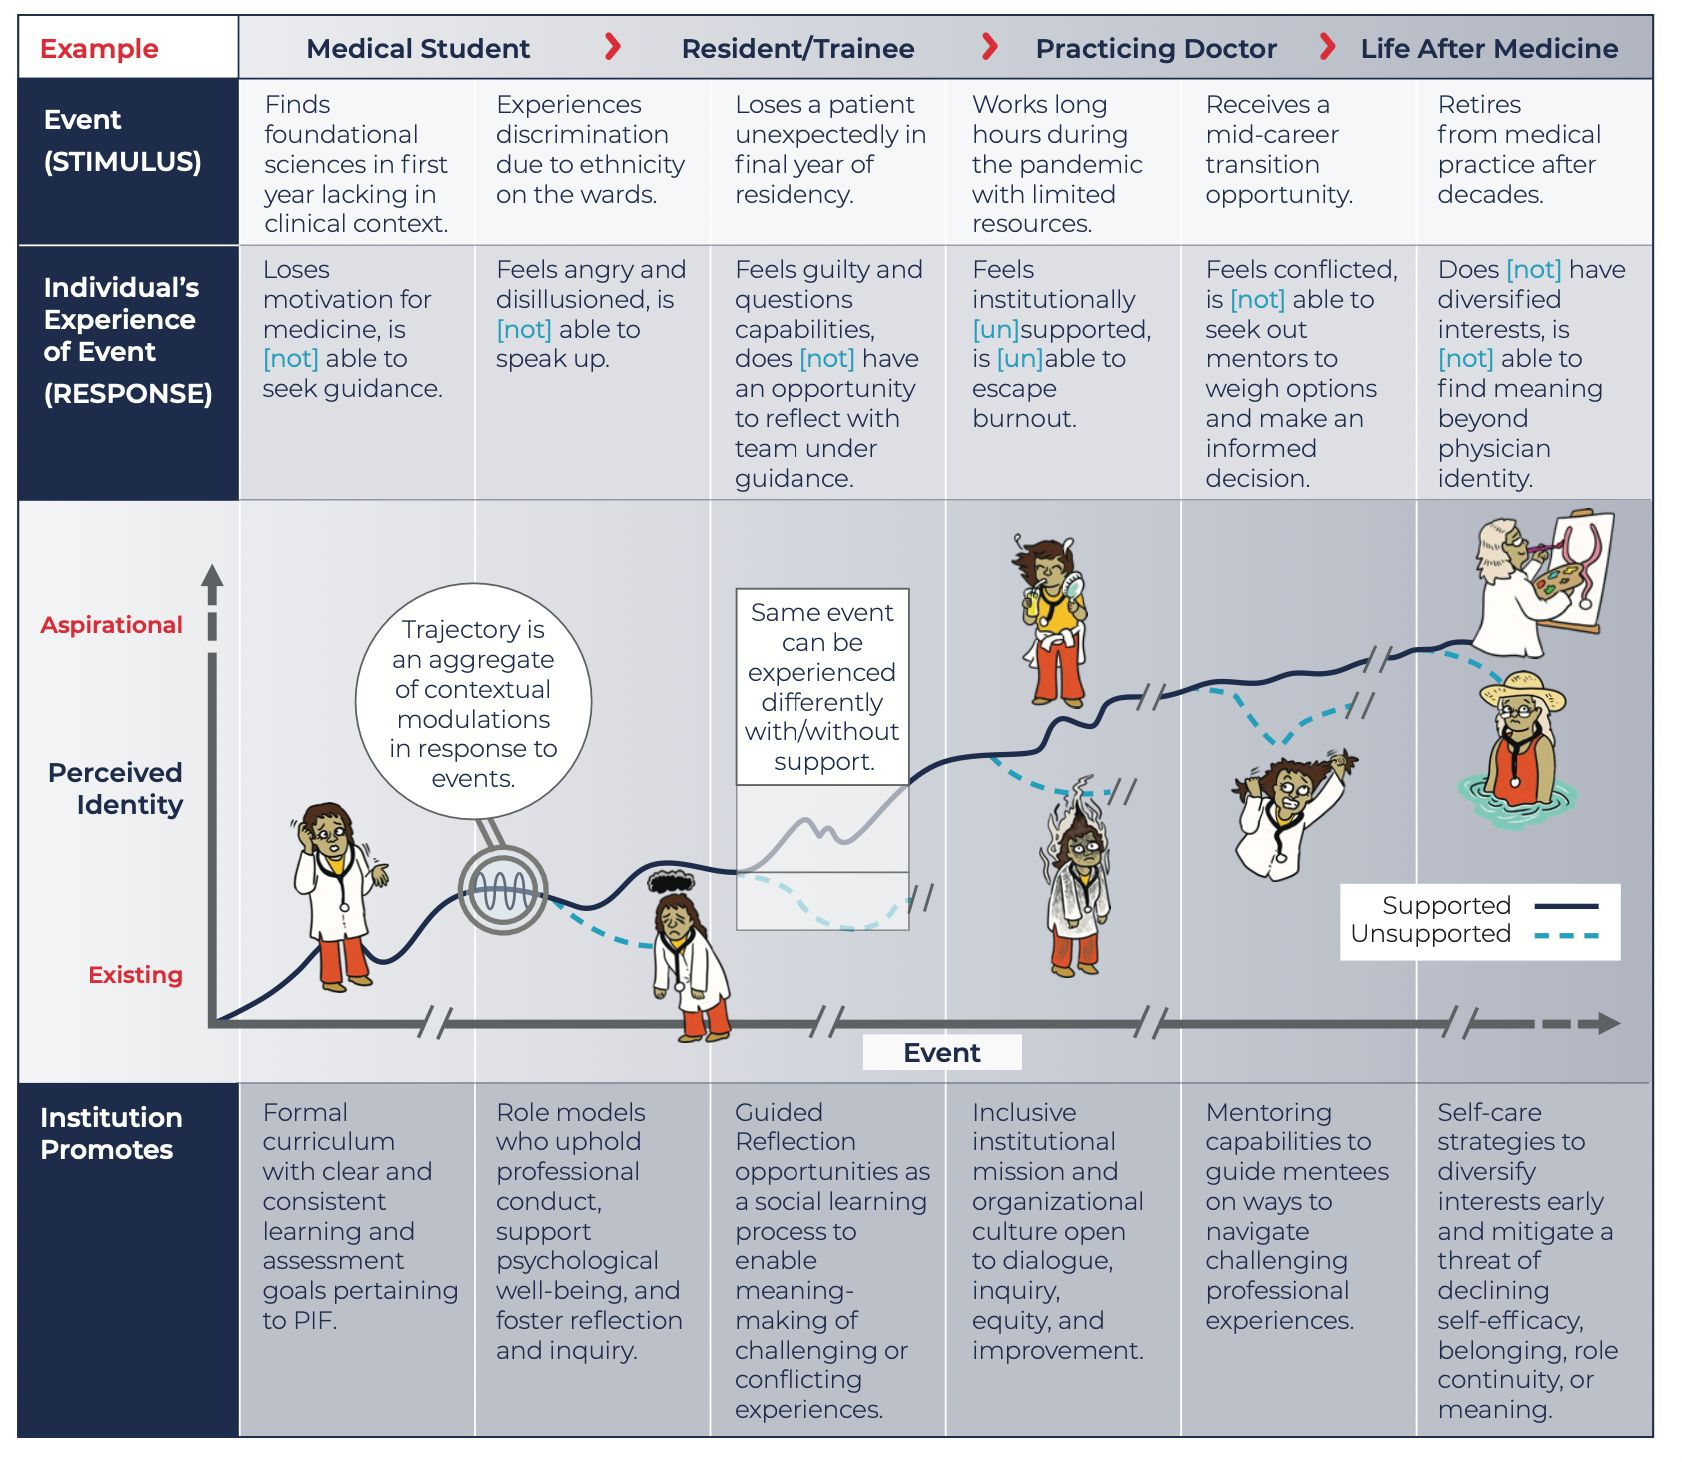 Example
Medical Student
Resident/Trainee
Practicing Doctor
Life After Medicine
Event
(STIMULUS)
Finds
foundational
sciences in first
year lacking in
clinical context.
Experiences
discrimination
due to ethnicity
on the wards.
Loses a patient
unexpectedly in
final year of
residency.
Works long
hours during
the pandemic
with limited
resources.
Receives a
mid-career
transition
opportunity.
Retires
from medical
practice after
decades.
Individual's
Experience
of Event
(RESPONSE)
Loses
motivation for
medicine, is
[not] able to
seek guidance.
Feels angry and
disillusioned, is
[not] able to
speak up.
Feels guilty and
questions
capabilities,
does [not] have
an opportunity
to reflect with
team under
guidance.
Feels
institutionally
[un]supported,
is [un]able to
escape
burnout.
Feels conflicted,
is [not] able to
seek out
mentors to
weigh options
and make an
informed
decision.
Does [not] have
diversified
interests, is
[not] able to
find meaning
beyond
physician
identity.
Aspirational
Perceived
Identity
Existing
Trajectory is
an aggregate
of contextual
modulations
in response to
events.
Same event
can be
experienced
differently
with/without
support.
Supported
Unsupported
Event
Institution
Promotes
Formal
curriculum
with clear and
consistent
learning and
assessment
goals pertaining
to PIF.
Role models
who uphold
professional
conduct,
support
psychological
well-being, and
foster reflection
and inquiry.
Guided
Reflection
opportunities as
a social learning
process to
enable
meaning-
making of
challenging or
conflicting
experiences.
Inclusive
institutional
mission and
organizational
culture open
to dialogue,
inquiry,
equity, and
improvement.
Mentoring
capabilities to
guide mentees
on ways to
navigate
challenging
professional
experiences.
Self-care
strategies to
diversify
interests early
and mitigate a
threat of
declining
self-efficacy,
belonging, role
continuity, or
meaning.